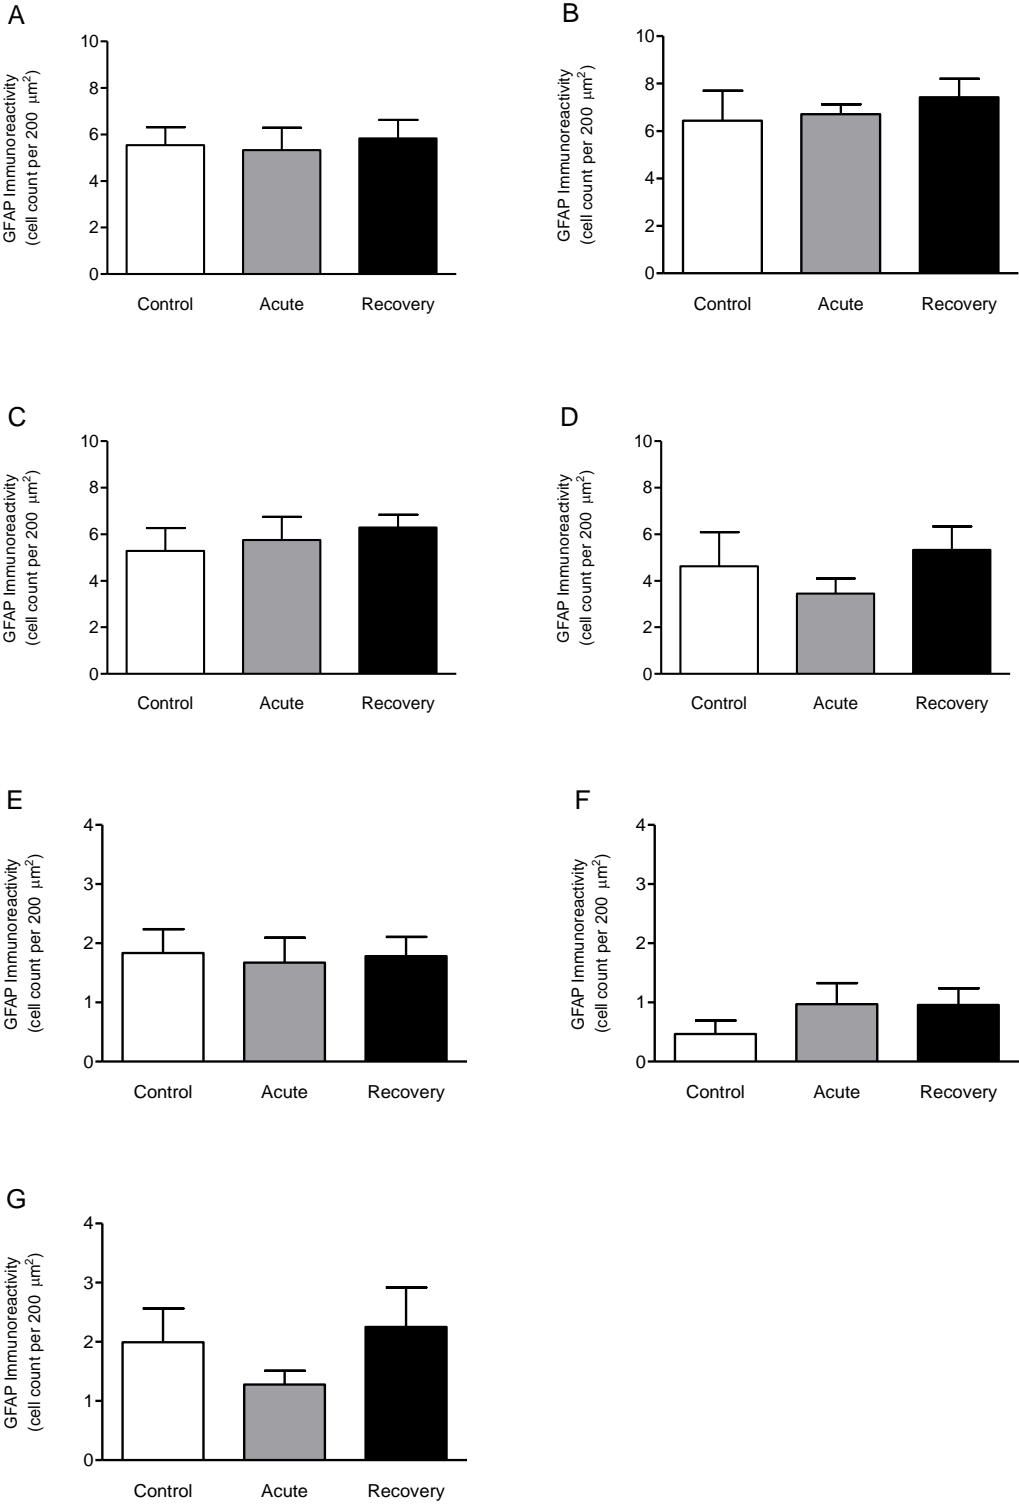 A
GFAP Immunoreactivity
(cell count per 200 μm²)
10
8
6
4
2
0
Control Acute Recovery
B
GFAP Immunoreactivity
(cell count per 200 μm²)
10
8
6
4
2
0
Control Acute Recovery
C
GFAP Immunoreactivity
(cell count per 200 μm²)
10
8
6
4
2
0
Control Acute Recovery
D
GFAP Immunoreactivity
(cell count per 200 μm²)
10
8
6
4
2
0
Control Acute Recovery
E
GFAP Immunoreactivity
(cell count per 200 μm²)
4
3
2
1
0
Control Acute Recovery
F
GFAP Immunoreactivity
(cell count per 200 μm²)
4
3
2
1
0
Control Acute Recovery
G
GFAP Immunoreactivity
(cell count per 200 μm²)
4
3
2
1
0
Control Acute Recovery